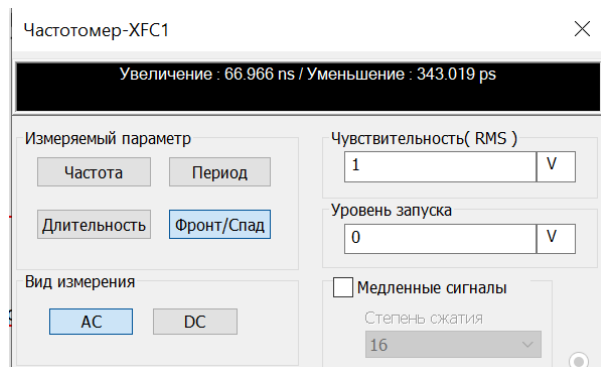 Частотомер-XFC1
Увеличение : 66.966 ns / Уменьшение : 343.019 ps
Измеряемый параметр
Частота Период
Длительность Фронт/Спад
Вид измерения
AC DC
Чувствительность( RMS )
1 V
Уровень запуска
0 V
Медленные сигналы
Степень сжатия
16